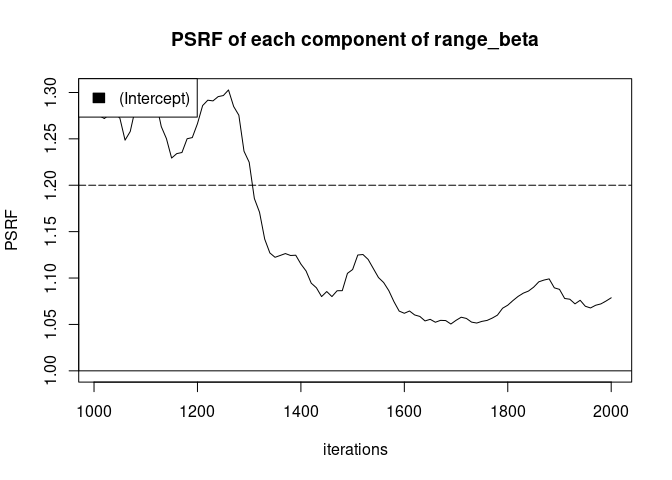 PSRF of each component of range_beta
(Intercept)
1.30
1.25
1.20
1.15
1.10
1.05
1.00
PSRF
1000 1200 1400 1600 1800 2000
iterations